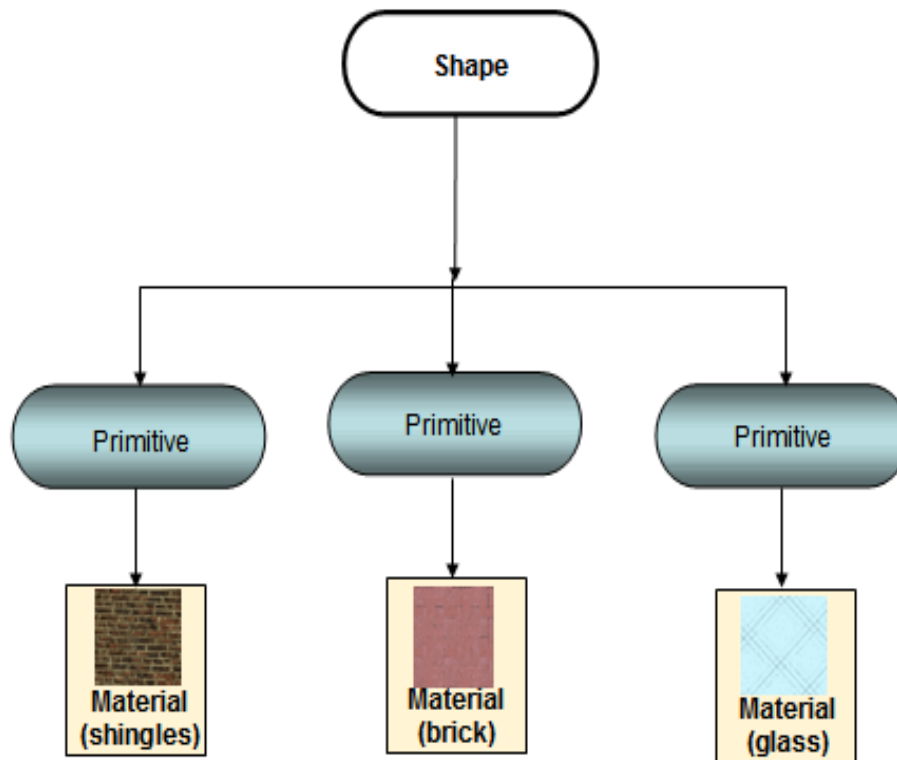 Shape
Primitive
Primitive
Primitive
Material
(shingles)
Material
(brick)
Material
(glass)